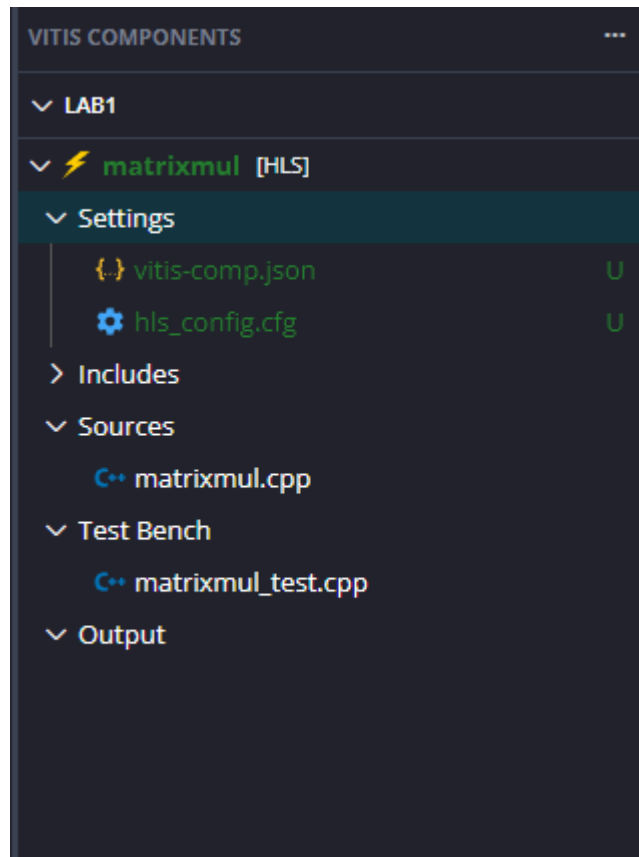 VITIS COMPONENTS ...
LAB1
matrixmul [HLS]
Settings
{..} vitis-comp.json U
hls_config.cfg U
Includes
Sources
C++ matrixmul.cpp
Test Bench
C++ matrixmul_test.cpp
Output